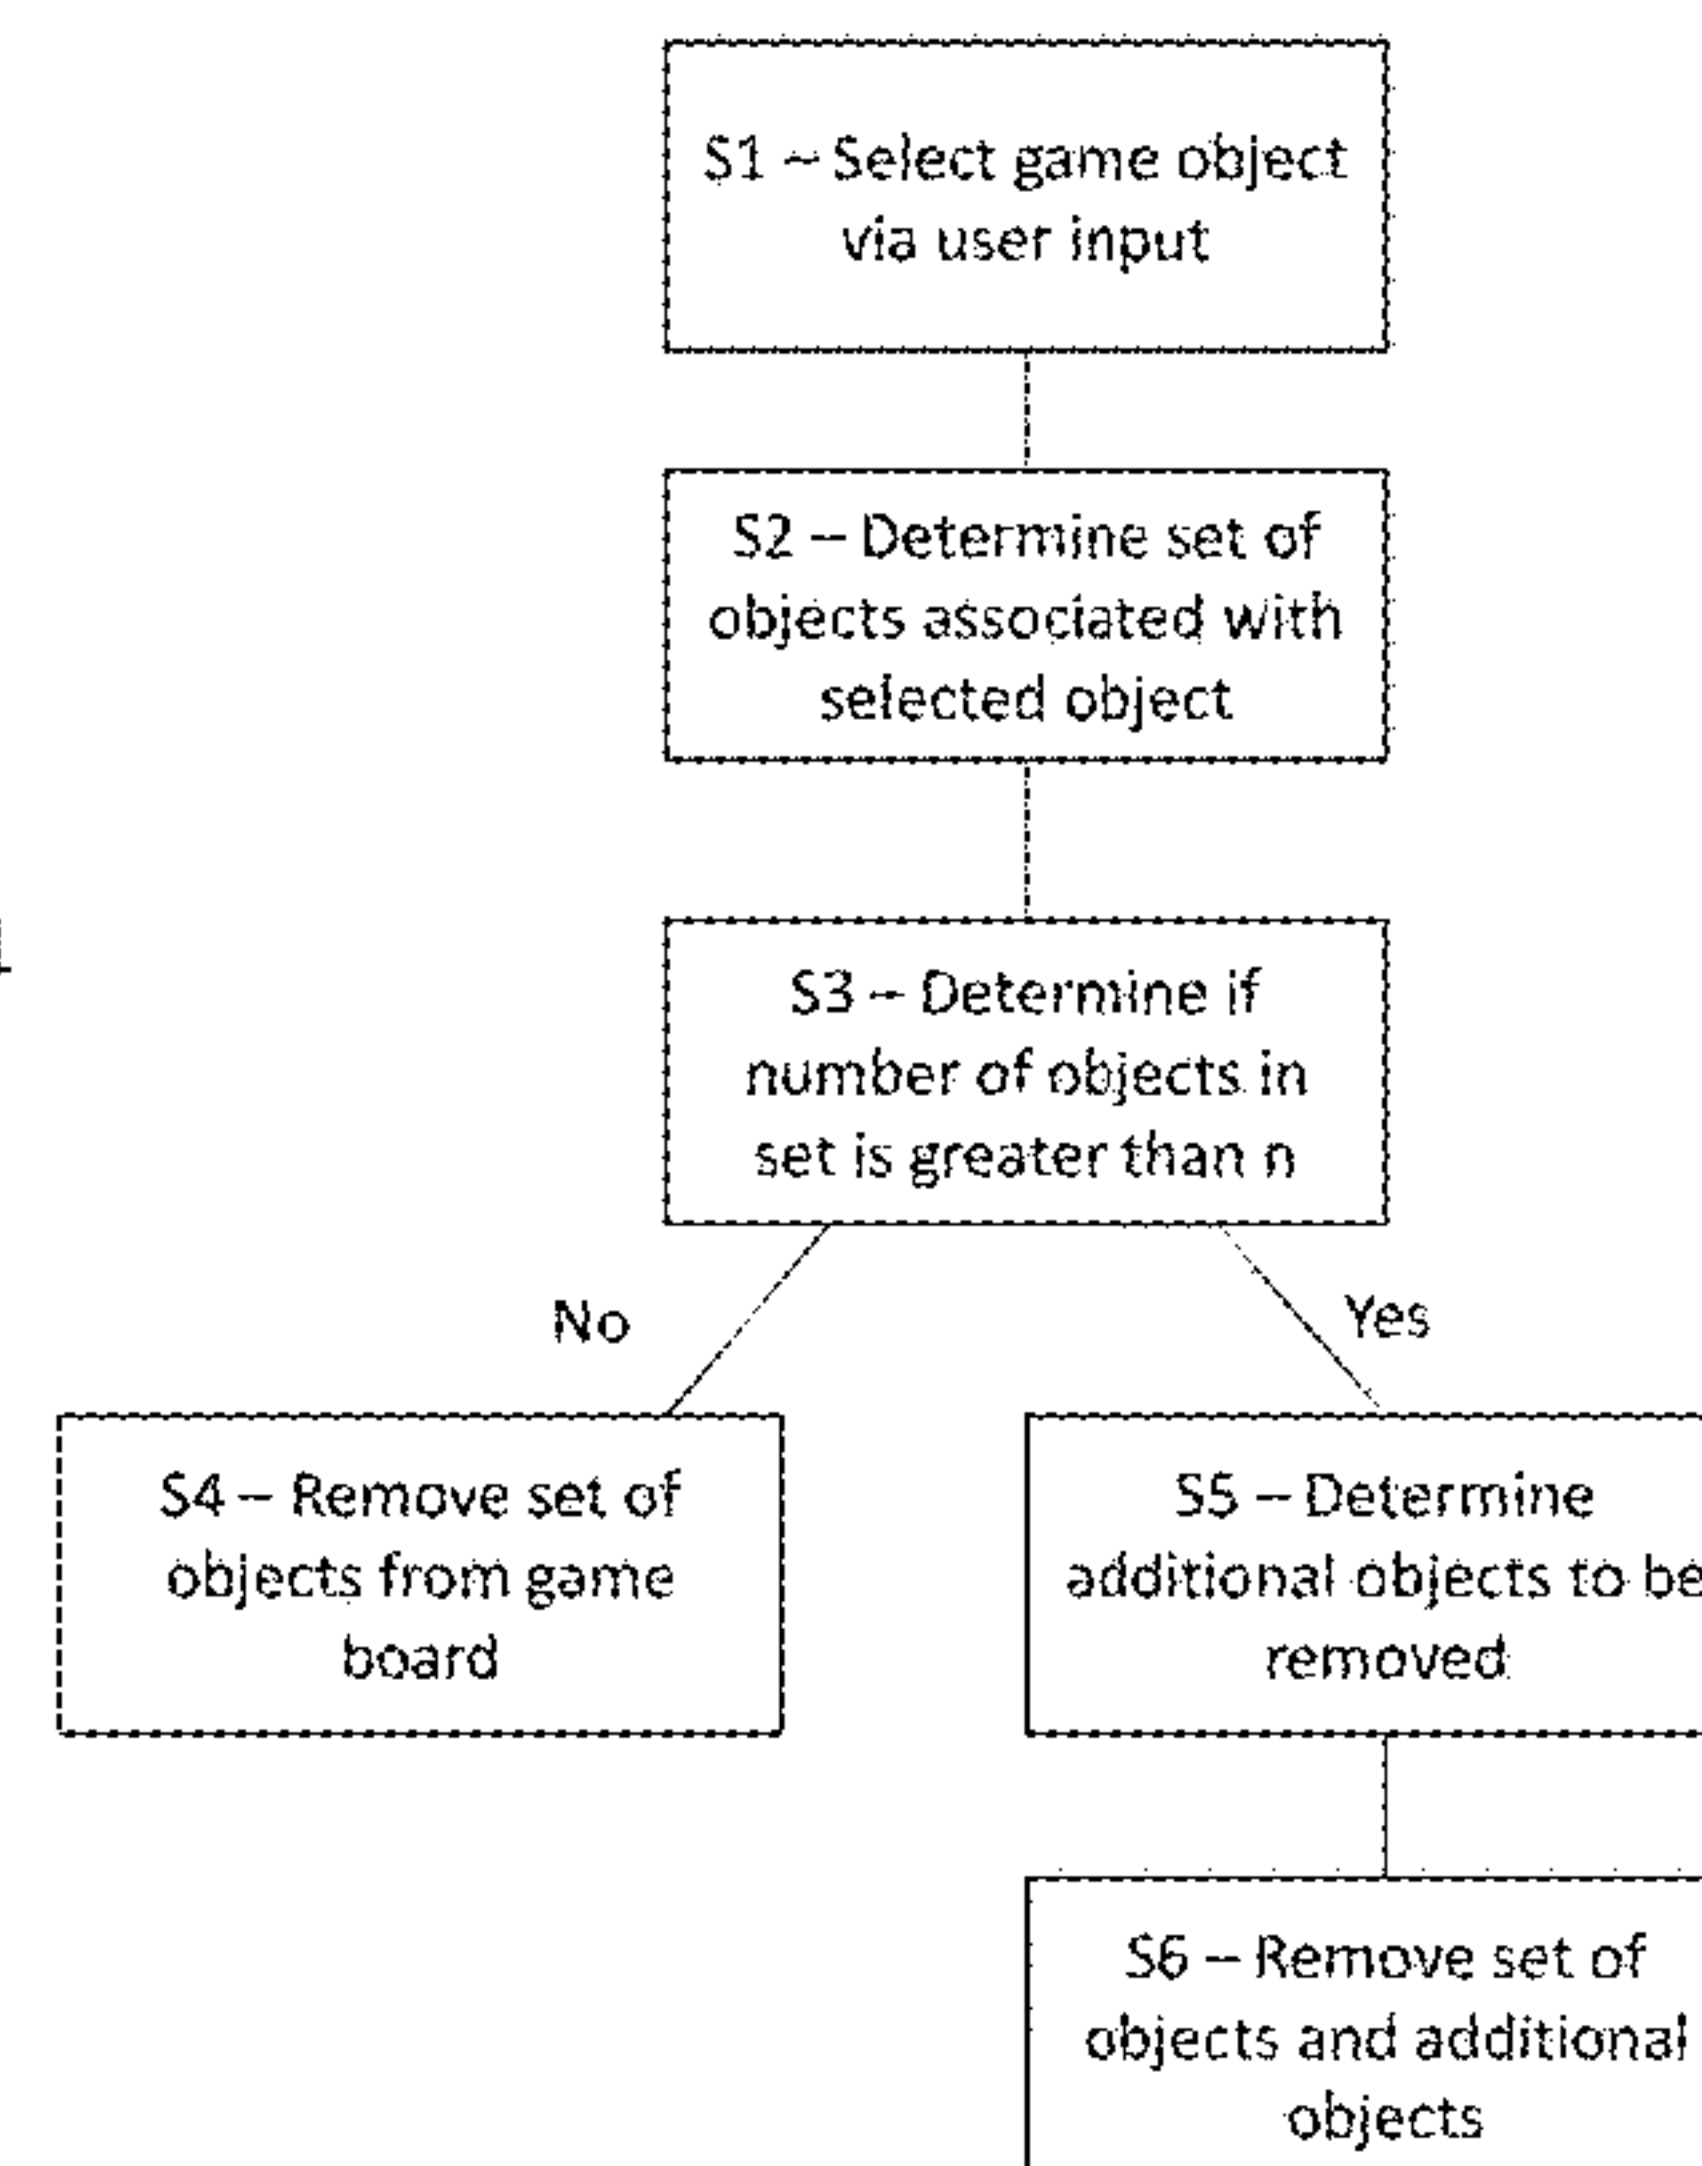 S1 – Select game object
via user input
S2 – Determine set of
objects associated with
selected object
S3 – Determine if
number of objects in
set is greater than n
No
Yes
S4 – Remove set of
objects from game
board
S5 – Determine
additional objects to be
removed
S6 – Remove set of
objects and additional
objects